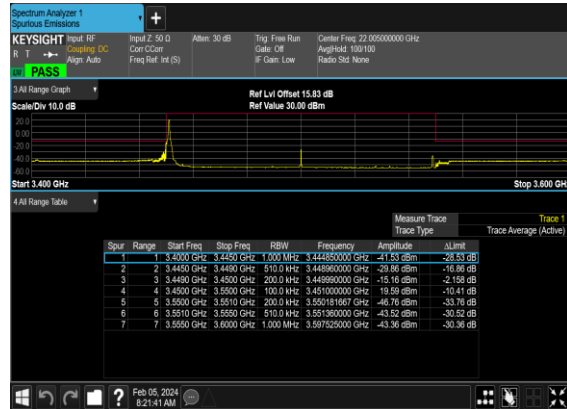 Spectrum Analyzer 1
Spurious Emissions
KEYSIGHT Input: RF Input Z: 50 Ω Atten: 30 dB Trig: Free Run Center Freq: 22.005000000 GHz
R T Coupling: DC Corr CCorr Gate: Off Avg|Hold: 100/100
Align: Auto Freq Ref: Int (S) IF Gain: Low Radio Std: None
PASS
3 All Range Graph Ref Lvl Offset 15.83 dB
Scale/Div 10.0 dB Ref Value 30.00 dBm
20.0
0.00
-20.0
-40.0
-60.0
Start 3.400 GHz Stop 3.600 GHz
4 All Range Table
Measure Trace Trace 1
Trace Type Trace Average (Active)
Spur Range Start Freq Stop Freq RBW Frequency Amplitude ΔLimit
1 1 3.4000 GHz 3.4450 GHz 1.000 MHz 3.444850000 GHz -41.53 dBm -28.53 dB
2 2 3.4450 GHz 3.4490 GHz 510.0 kHz 3.448960000 GHz -29.86 dBm -16.86 dB
3 3 3.4490 GHz 3.4500 GHz 200.0 kHz 3.449990000 GHz -15.16 dBm -2.158 dB
4 4 3.4500 GHz 3.5500 GHz 100.0 kHz 3.451000000 GHz 19.59 dBm -10.41 dB
5 5 3.5500 GHz 3.5510 GHz 200.0 kHz 3.550181667 GHz -46.76 dBm -33.76 dB
6 6 3.5510 GHz 3.5550 GHz 510.0 kHz 3.551360000 GHz -43.52 dBm -30.52 dB
7 7 3.5550 GHz 3.6000 GHz 1.000 MHz 3.597525000 GHz -43.36 dBm -30.36 dB
Feb 05, 2024
8:21:41 AM